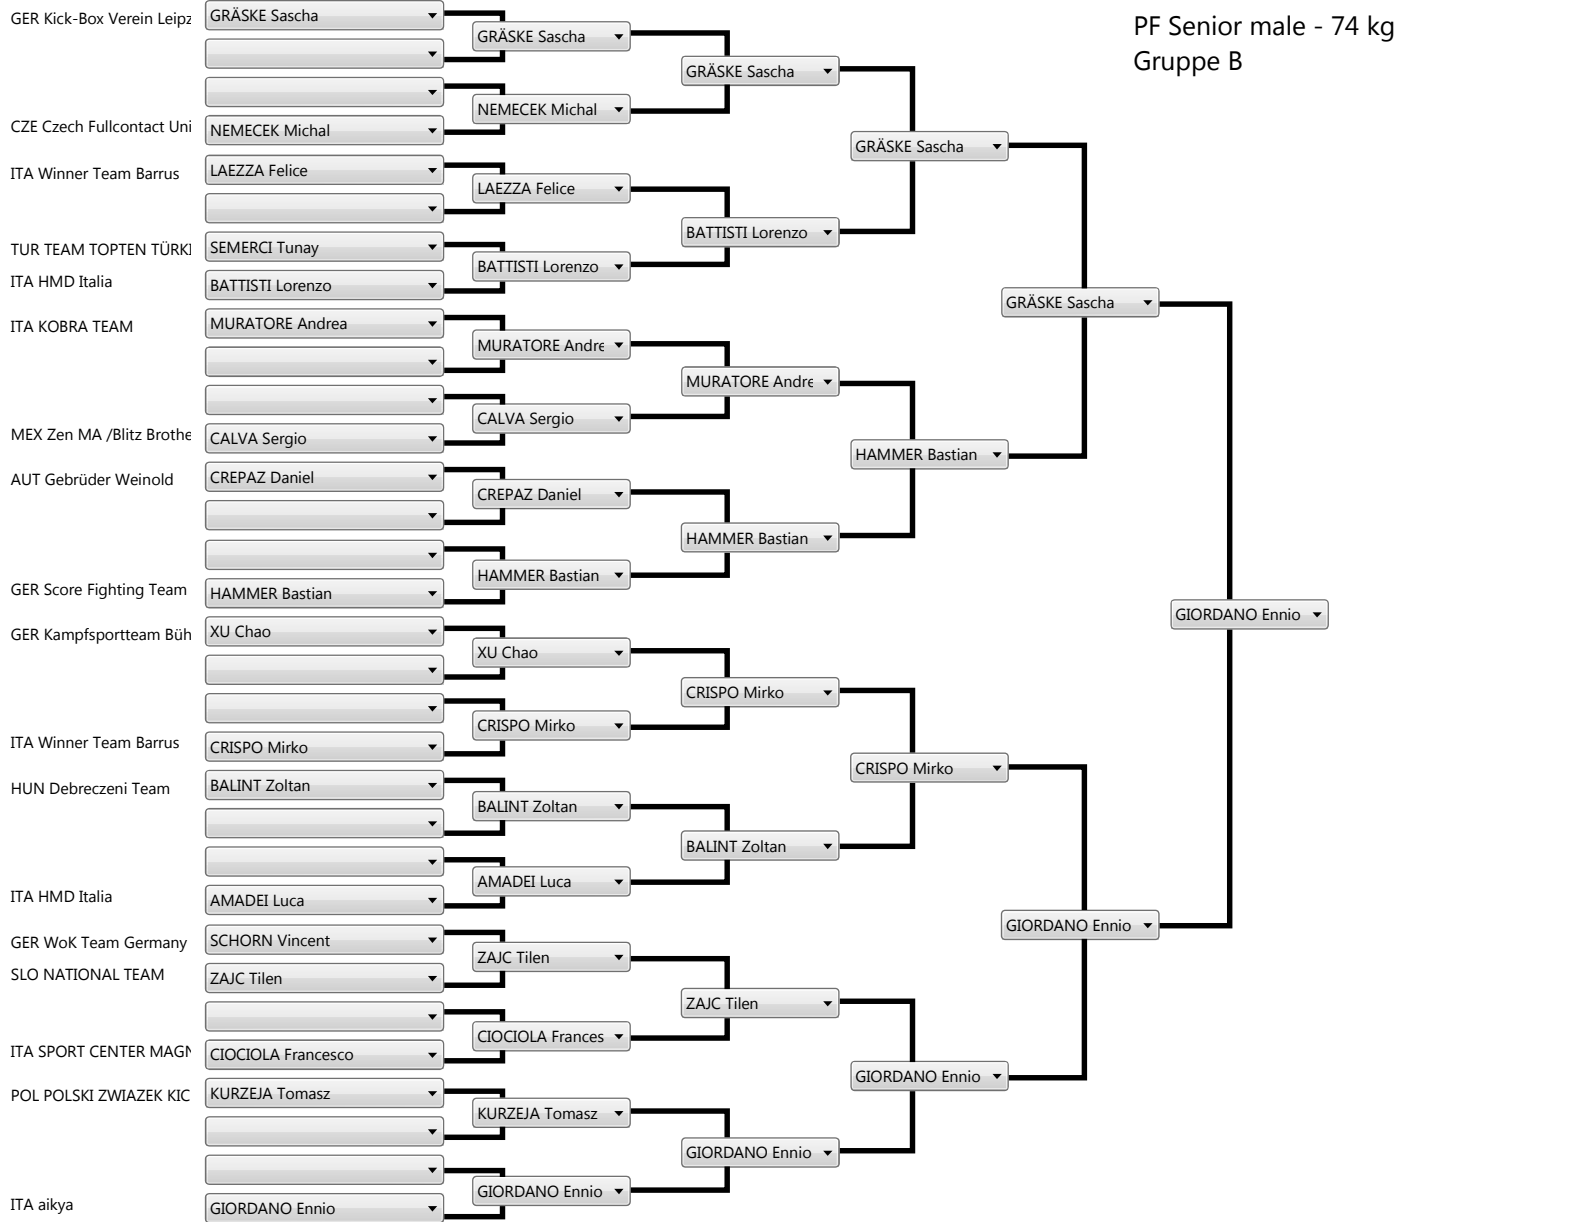 PF Senior male - 74 kg
Gruppe B
GER Kick-Box Verein Leipz
GRÄSKE Sascha
GRÄSKE Sascha
GRÄSKE Sascha
NEMECEK Michal
CZE Czech Fullcontact Uni
NEMECEK Michal
GRÄSKE Sascha
ITA Winner Team Barrus
LAEZZA Felice
LAEZZA Felice
BATTISTI Lorenzo
TUR TEAM TOPTEN TÜRKI
SEMERCI Tunay
BATTISTI Lorenzo
ITA HMD Italia
BATTISTI Lorenzo
GRÄSKE Sascha
ITA KOBRA TEAM
MURATORE Andrea
MURATORE Andre
MURATORE Andre
CALVA Sergio
MEX Zen MA /Blitz Brothe
CALVA Sergio
HAMMER Bastian
AUT Gebrüder Weinold
CREPAZ Daniel
CREPAZ Daniel
HAMMER Bastian
HAMMER Bastian
GER Score Fighting Team
HAMMER Bastian
GIORDANO Ennio
GER Kampfsportteam Büh
XU Chao
XU Chao
CRISPO Mirko
CRISPO Mirko
ITA Winner Team Barrus
CRISPO Mirko
CRISPO Mirko
HUN Debreczeni Team
BALINT Zoltan
BALINT Zoltan
BALINT Zoltan
AMADEI Luca
ITA HMD Italia
AMADEI Luca
GIORDANO Ennio
GER WoK Team Germany
SCHORN Vincent
ZAJC Tilen
SLO NATIONAL TEAM
ZAJC Tilen
ZAJC Tilen
CIOCIOLA Frances
ITA SPORT CENTER MAGN
CIOCIOLA Francesco
GIORDANO Ennio
POL POLSKI ZWIAZEK KIC
KURZEJA Tomasz
KURZEJA Tomasz
GIORDANO Ennio
GIORDANO Ennio
ITA aikya
GIORDANO Ennio